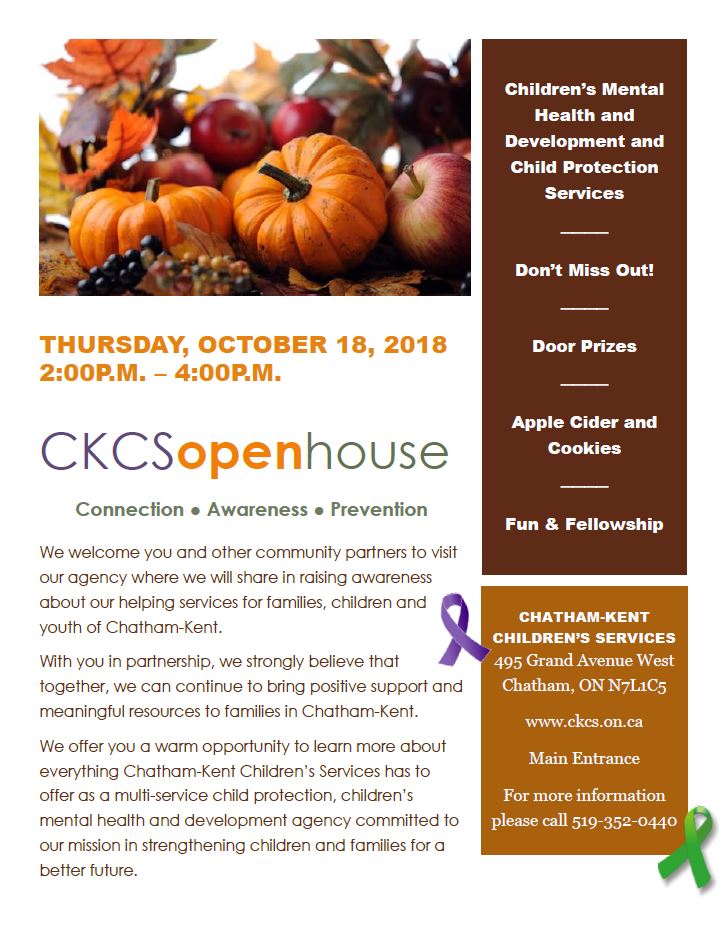 THURSDAY, OCTOBER 18, 2018
2:00P.M. – 4:00P.M.
CKCSopenhouse
Connection ● Awareness ● Prevention
We welcome you and other community partners to visit
our agency where we will share in raising awareness
about our helping services for families, children and
youth of Chatham-Kent.
With you in partnership, we strongly believe that
together, we can continue to bring positive support and
meaningful resources to families in Chatham-Kent.
We offer you a warm opportunity to learn more about
everything Chatham-Kent Children’s Services has to
offer as a multi-service child protection, children’s
mental health and development agency committed to
our mission in strengthening children and families for a
better future.
Children’s Mental
Health and
Development and
Child Protection
Services
Don’t Miss Out!
Door Prizes
Apple Cider and
Cookies
Fun & Fellowship
CHATHAM-KENT
CHILDREN’S SERVICES
495 Grand Avenue West
Chatham, ON N7L1C5
www.ckcs.on.ca
Main Entrance
For more information
please call 519-352-0440